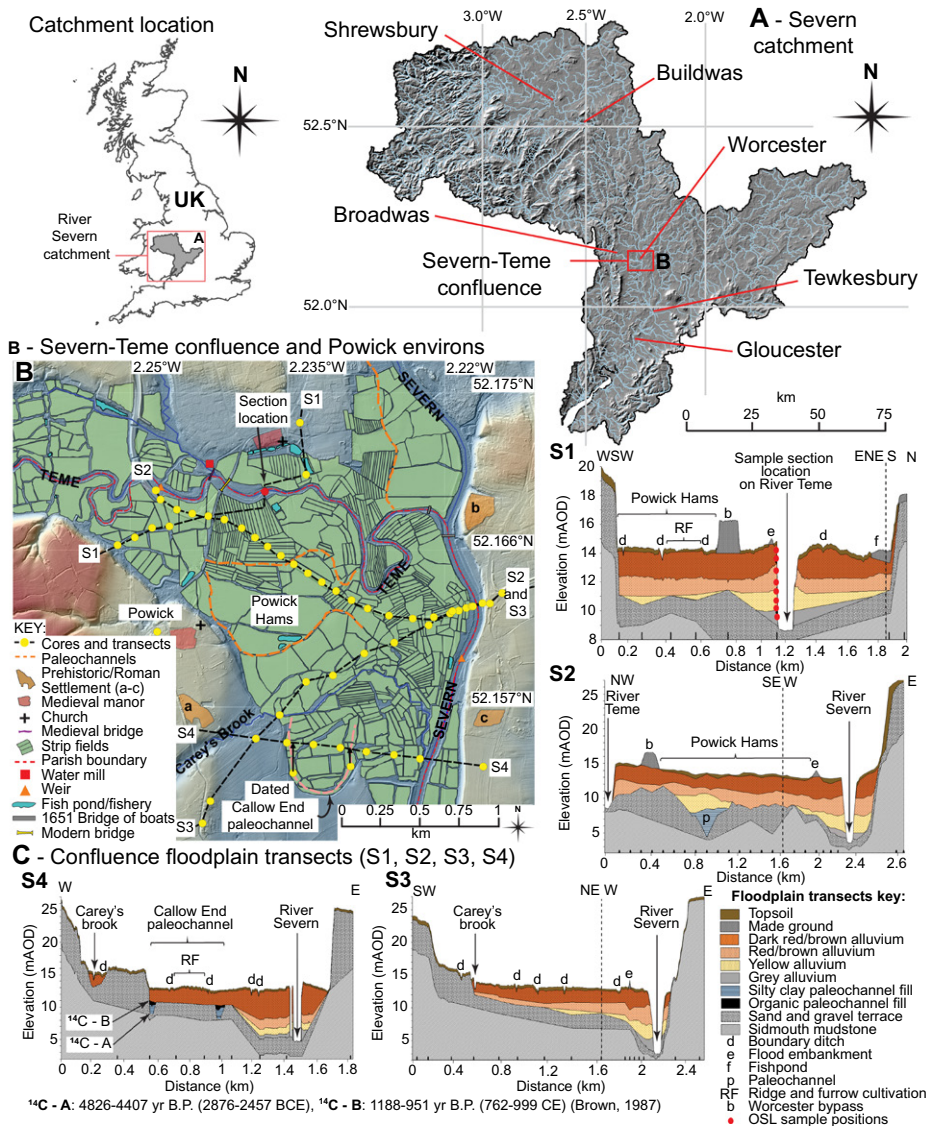 Catchment location
N
UK
River
Severn
catchment
A
A - Severn
catchment
3.0°W
2.5°W
2.0°W
Shrewsbury
Buildwas
N
52.5°N
Worcester
Broadwas
Severn-Teme
confluence
B
Tewkesbury
52.0°N
Gloucester
km
0 25 50 75
B - Severn-Teme confluence and Powick environs
B
2.25°W
2.235°W
2.22°W
52.175°N
Section
location
S1
SEVERN
TEME
S2
b
S1
52.166°N
TEME
S2
and
S3
Powick
Powick
Hams
52.157°N
a
SEVERN
c
S4
Carey's Brook
S4
Dated
Callow End
paleochannel
S3
0 0.25 0.5 0.75 1
km
N
KEY:
Cores and transects
Paleochannels
Prehistoric/Roman
Settlement (a-c)
Medieval manor
Church
Medieval bridge
Strip fields
Parish boundary
Water mill
Weir
Fish pond/fishery
1651 Bridge of boats
Modern bridge
S1
WSW
Sample section
location
on River Teme
ENE S N
Powick Hams
RF
b
d d d e d f
Elevation (mAOD)
20
18
16
14
12
10
8
0 0.2 0.4 0.6 0.8 1 1.2 1.4 1.6 1.8 2
Distance (km)
S2
NW
River
Teme
SE W
River
Severn
E
b
Powick Hams
e
p
Elevation (mAOD)
25
20
15
10
5
0 0.4 0.8 1.2 1.6 2 2.2 2.6
Distance (km)
C - Confluence floodplain transects (S1, S2, S3, S4)
S4
W
Carey's
brook
Callow End
paleochannel
River
Severn
E
RF
d d d d d
¹⁴C - B
¹⁴C - A
Elevation (mAOD)
25
20
15
10
5
0 0.2 0.4 0.6 0.8 1 1.2 1.4 1.6 1.8
Distance (km)
S3
SW
Carey's
brook
NE W
River
Severn
E
d d d d d e
Elevation (mAOD)
25
20
15
10
5
0 0.4 0.8 1.2 1.6 2 2.4
Distance (km)
Floodplain transects key:
Topsoil
Made ground
Dark red/brown alluvium
Red/brown alluvium
Yellow alluvium
Grey alluvium
Silty clay paleochannel fill
Organic paleochannel fill
Sand and gravel terrace
Sidmouth mudstone
d Boundary ditch
e Flood embankment
f Fishpond
p Paleochannel
RF Ridge and furrow cultivation
b Worcester bypass
OSL sample positions
¹⁴C - A: 4826-4407 yr B.P. (2876-2457 BCE), ¹⁴C - B: 1188-951 yr B.P. (762-999 CE) (Brown, 1987)